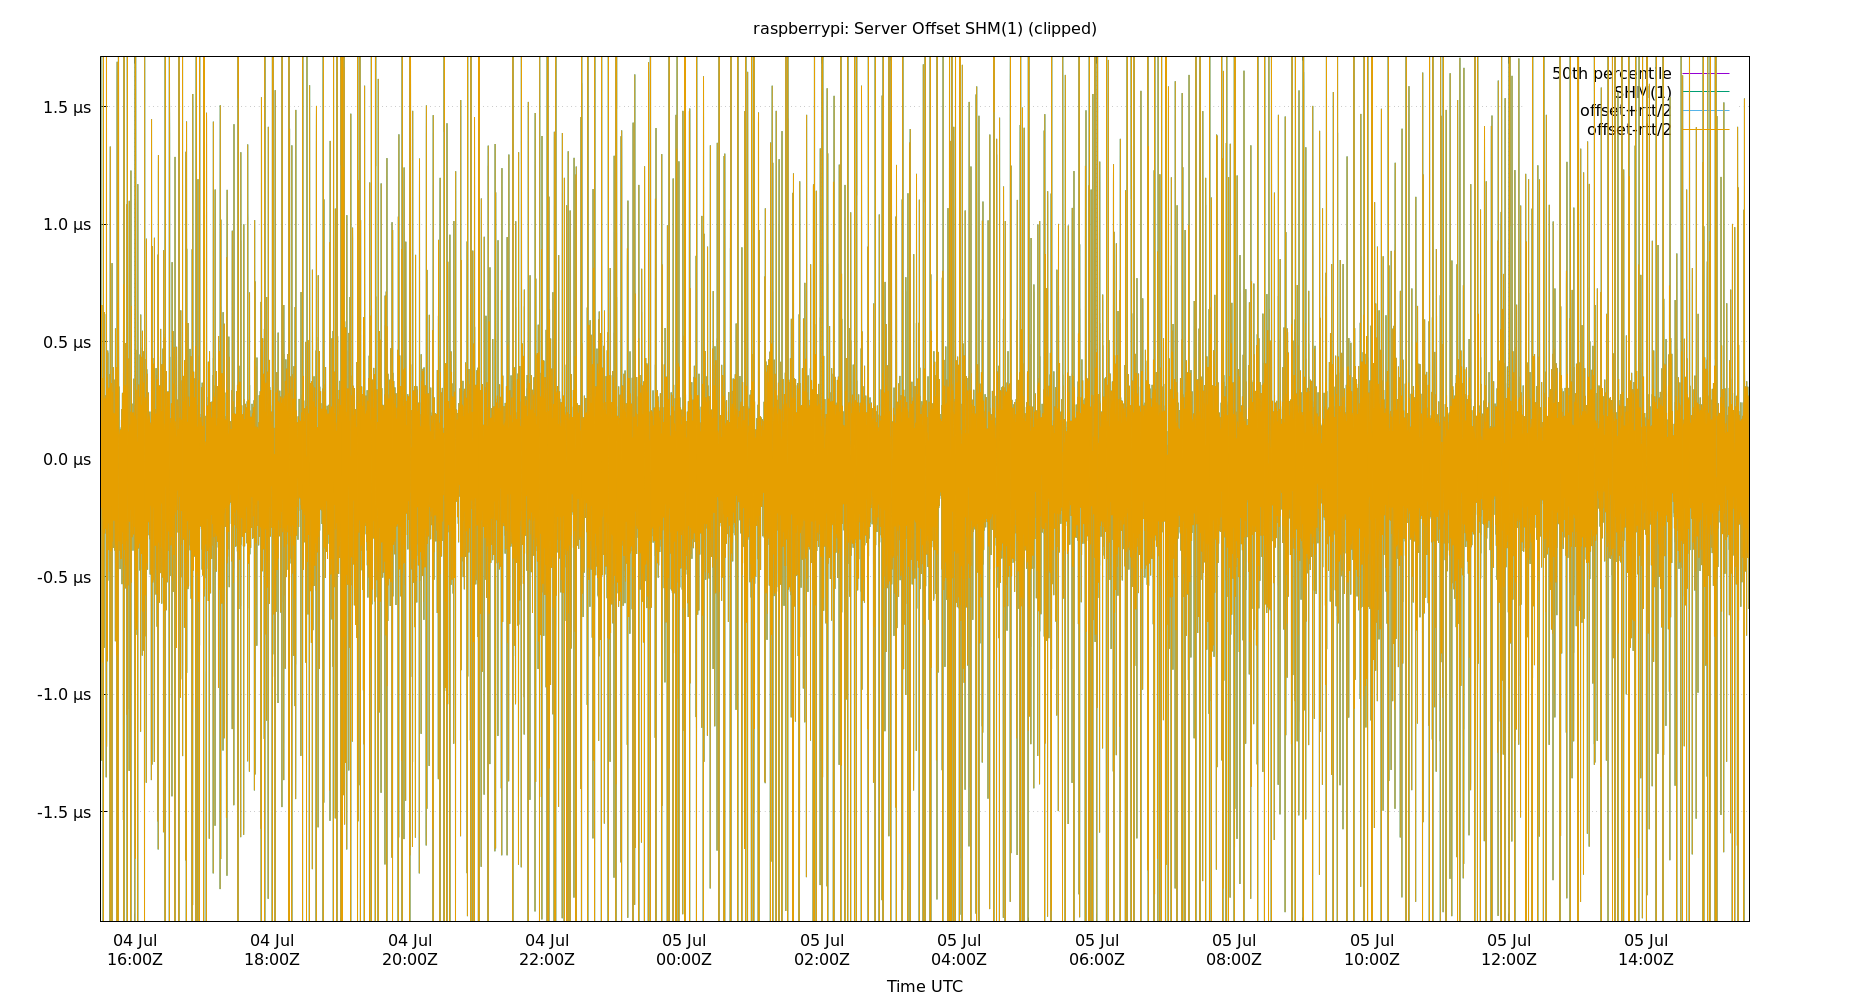 raspberrypi: Server Offset SHM(1) (clipped)
50th percentile
SHM(1)
offset+rtt/2
offset-rtt/2
1.5 µs
1.0 µs
0.5 µs
0.0 µs
-0.5 µs
-1.0 µs
-1.5 µs
04 Jul 04 Jul 04 Jul 04 Jul 05 Jul 05 Jul 05 Jul 05 Jul 05 Jul 05 Jul 05 Jul 05 Jul
16:00Z 18:00Z 20:00Z 22:00Z 00:00Z 02:00Z 04:00Z 06:00Z 08:00Z 10:00Z 12:00Z 14:00Z
Time UTC